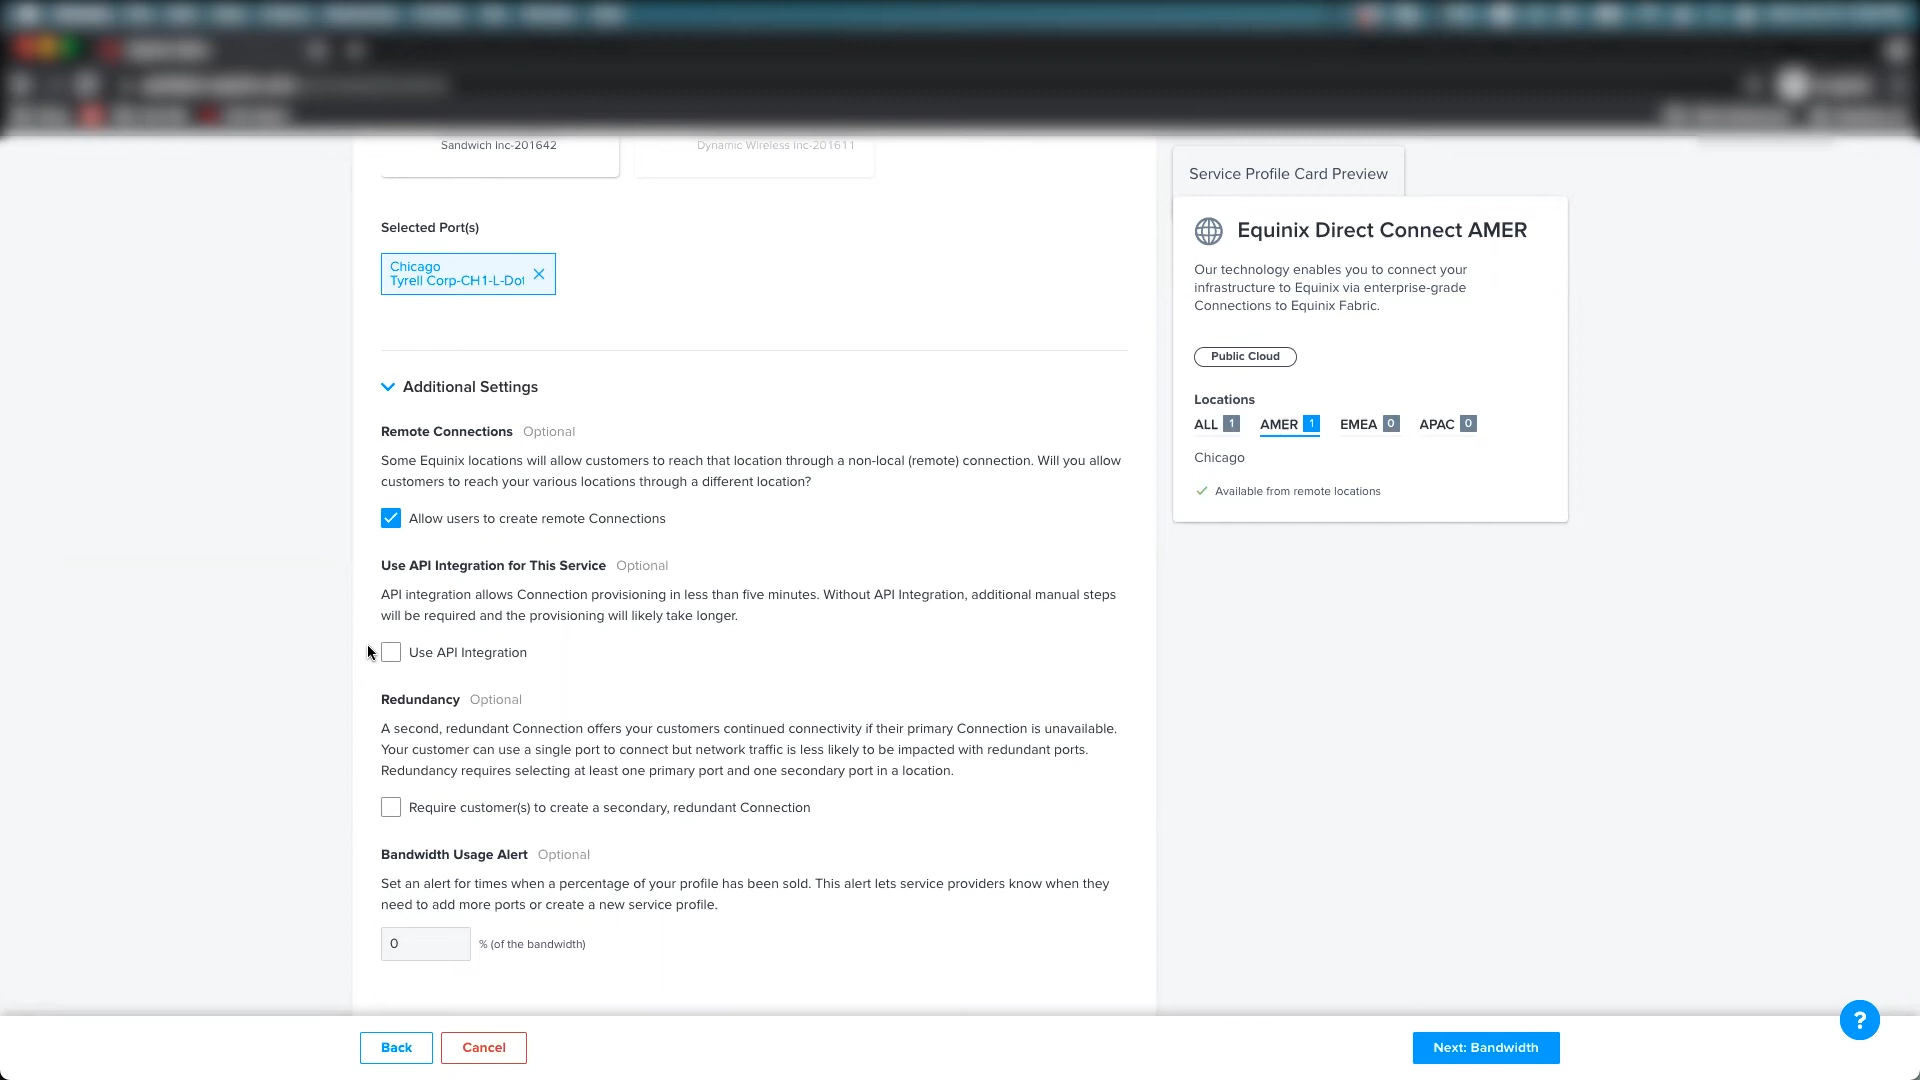 Sandwich Inc-201642
Dynamic Wireless Inc-201611
Selected Port(s)
Chicago
Tyrell Corp-CH1-L-Dot
Additional Settings
Remote Connections Optional
Some Equinix locations will allow customers to reach that location through a non-local (remote) connection. Will you allow
customers to reach your various locations through a different location?
Allow users to create remote Connections
Use API Integration for This Service Optional
API integration allows Connection provisioning in less than five minutes. Without API Integration, additional manual steps
will be required and the provisioning will likely take longer.
Use API Integration
Redundancy Optional
A second, redundant Connection offers your customers continued connectivity if their primary Connection is unavailable.
Your customer can use a single port to connect but network traffic is less likely to be impacted with redundant ports.
Redundancy requires selecting at least one primary port and one secondary port in a location.
Require customer(s) to create a secondary, redundant Connection
Bandwidth Usage Alert Optional
Set an alert for times when a percentage of your profile has been sold. This alert lets service providers know when they
need to add more ports or create a new service profile.
0 % (of the bandwidth)
Service Profile Card Preview
Equinix Direct Connect AMER
Our technology enables you to connect your
infrastructure to Equinix via enterprise-grade
Connections to Equinix Fabric.
Public Cloud
Locations
ALL 1 AMER 1 EMEA 0 APAC 0
Chicago
Available from remote locations
Back Cancel Next: Bandwidth
?